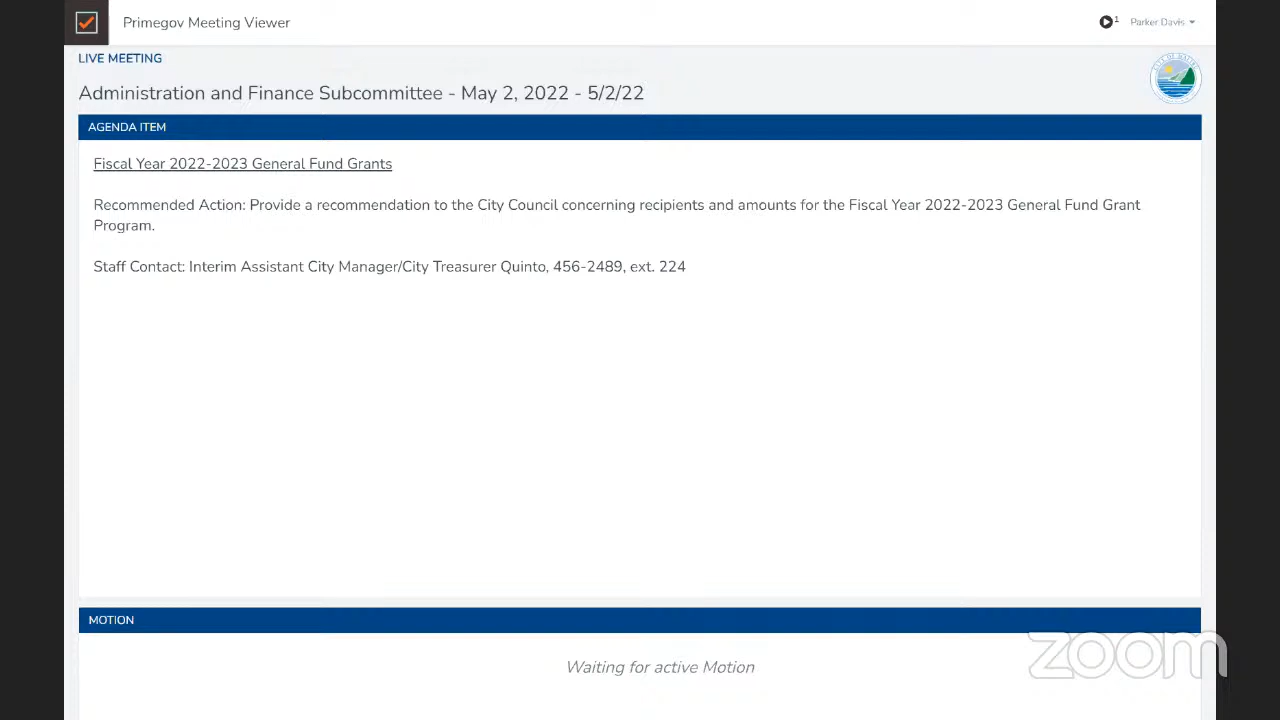 Primegov Meeting Viewer
1
Parker Davis
LIVE MEETING
Administration and Finance Subcommittee - May 2, 2022 - 5/2/22
AGENDA ITEM
Fiscal Year 2022-2023 General Fund Grants
Recommended Action: Provide a recommendation to the City Council concerning recipients and amounts for the Fiscal Year 2022-2023 General Fund Grant
Program.
Staff Contact: Interim Assistant City Manager/City Treasurer Quinto, 456-2489, ext. 224
MOTION
Waiting for active Motion
zoom